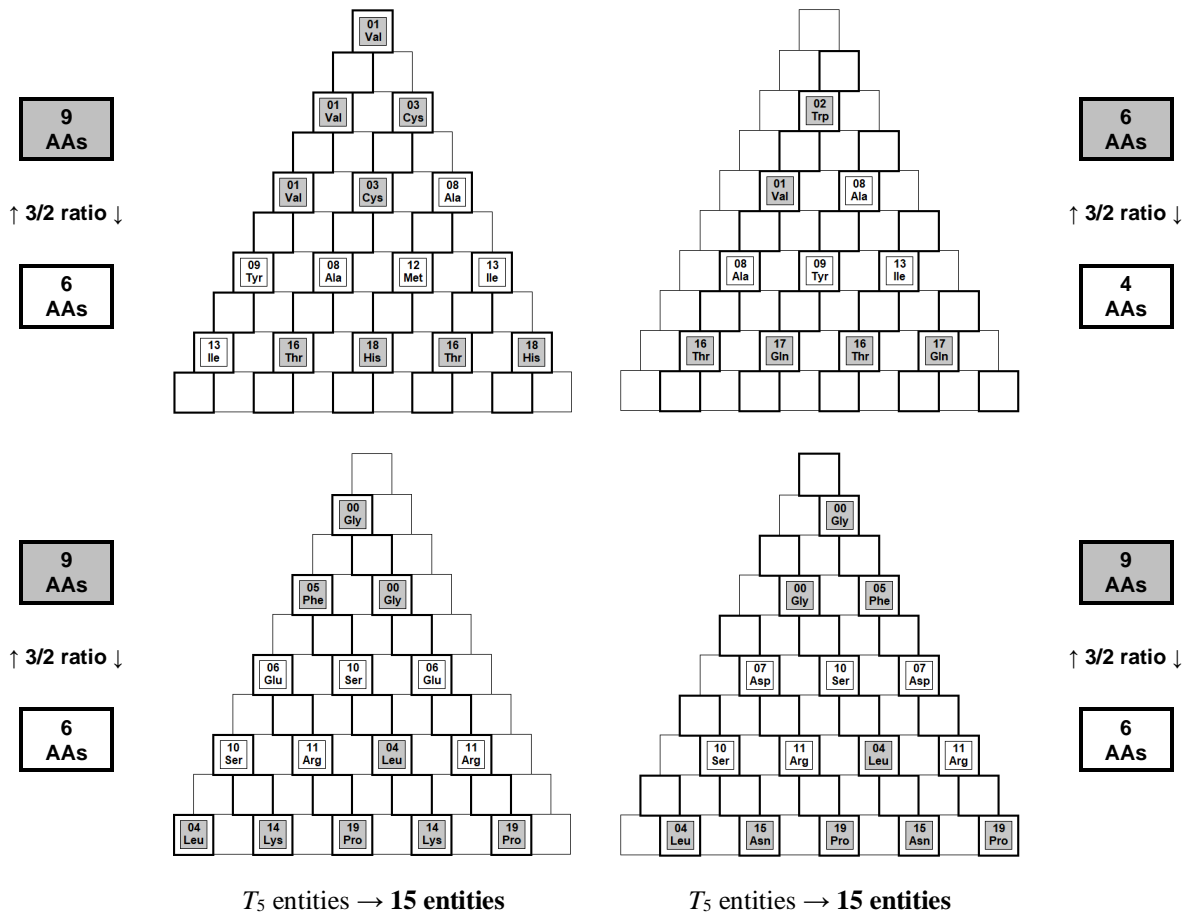 01
Val
9
AAs
01
Val
03
Cys
02
Trp
6
AAs
01
Val
03
Cys
08
Ala
01
Val
08
Ala
↑ 3/2 ratio ↓
↑ 3/2 ratio ↓
6
AAs
09
Tyr
08
Ala
12
Met
13
Ile
08
Ala
09
Tyr
13
Ile
4
AAs
13
Ile
16
Thr
18
His
16
Thr
18
His
16
Thr
17
Gln
16
Thr
17
Gln
00
Gly
00
Gly
9
AAs
05
Phe
00
Gly
00
Gly
05
Phe
9
AAs
↑ 3/2 ratio ↓
06
Glu
10
Ser
06
Glu
07
Asp
10
Ser
07
Asp
↑ 3/2 ratio ↓
6
AAs
10
Ser
11
Arg
04
Leu
11
Arg
10
Ser
11
Arg
04
Leu
11
Arg
6
AAs
04
Leu
14
Lys
19
Pro
14
Lys
19
Pro
04
Leu
15
Asn
19
Pro
15
Asn
19
Pro
T5 entities → 15 entities
T5 entities → 15 entities